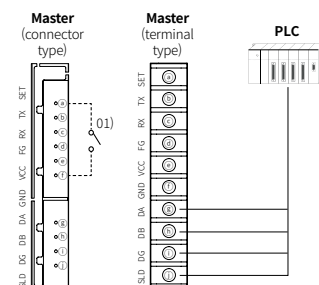 Master
(connector
type)
Master
(terminal
type)
PLC
01)
SET
TX
RX
FG
VCC
GND
DA
DB
DG
SLD
a
b
c
d
e
f
g
h
i
j
SET
TX
RX
FG
VCC
GND
DA
DB
DG
SLD
a
b
c
d
e
f
g
h
i
j